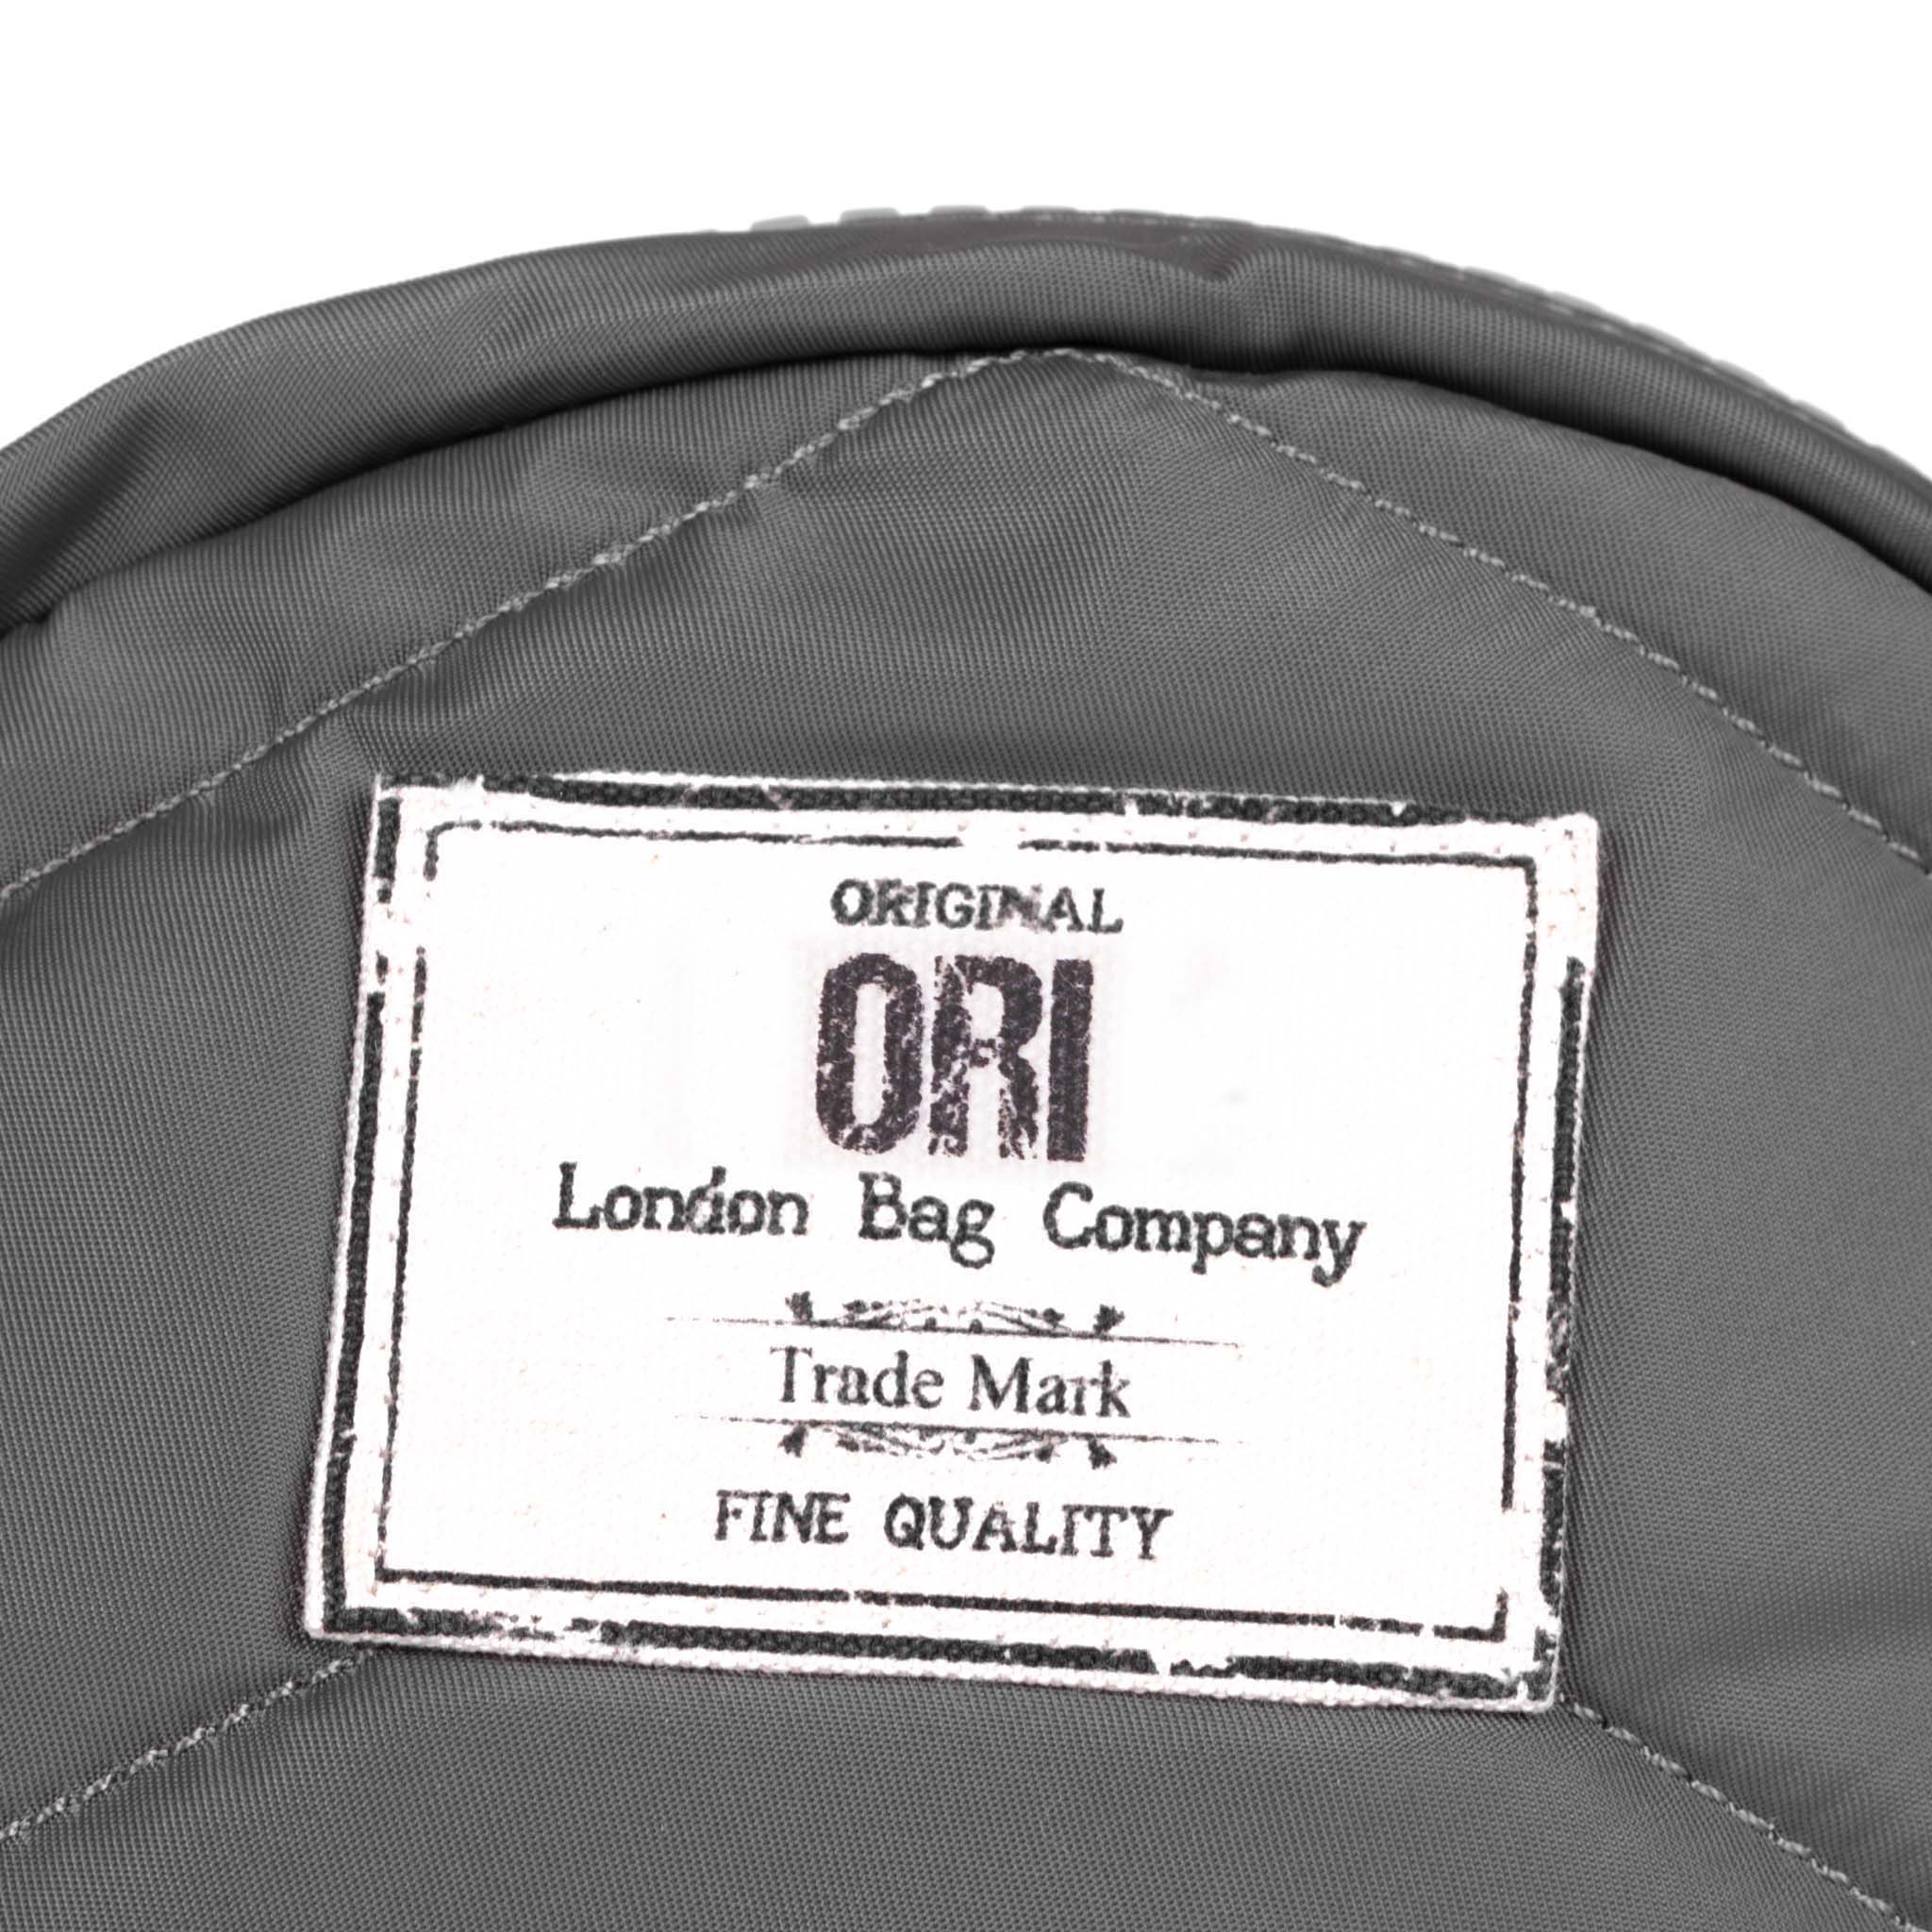 ORIGINAL
ORI
London Bag Company
Trade Mark
FINE QUALITY